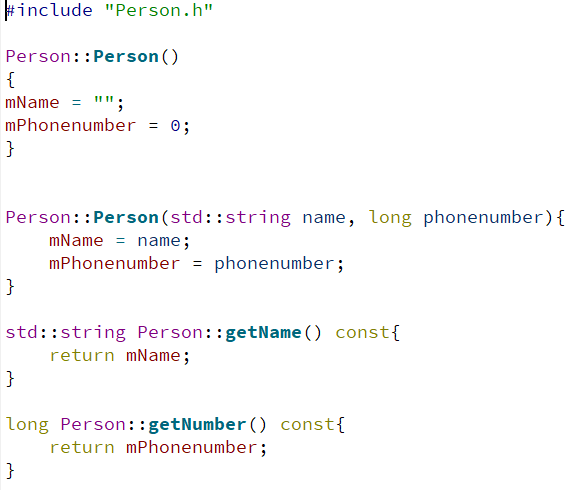 #include "Person.h"
Person::Person()
{
mName = "";
mPhonenumber = 0;
}
Person::Person(std::string name, long phonenumber){
    mName = name;
    mPhonenumber = phonenumber;
}
std::string Person::getName() const{
    return mName;
}
long Person::getNumber() const{
    return mPhonenumber;
}